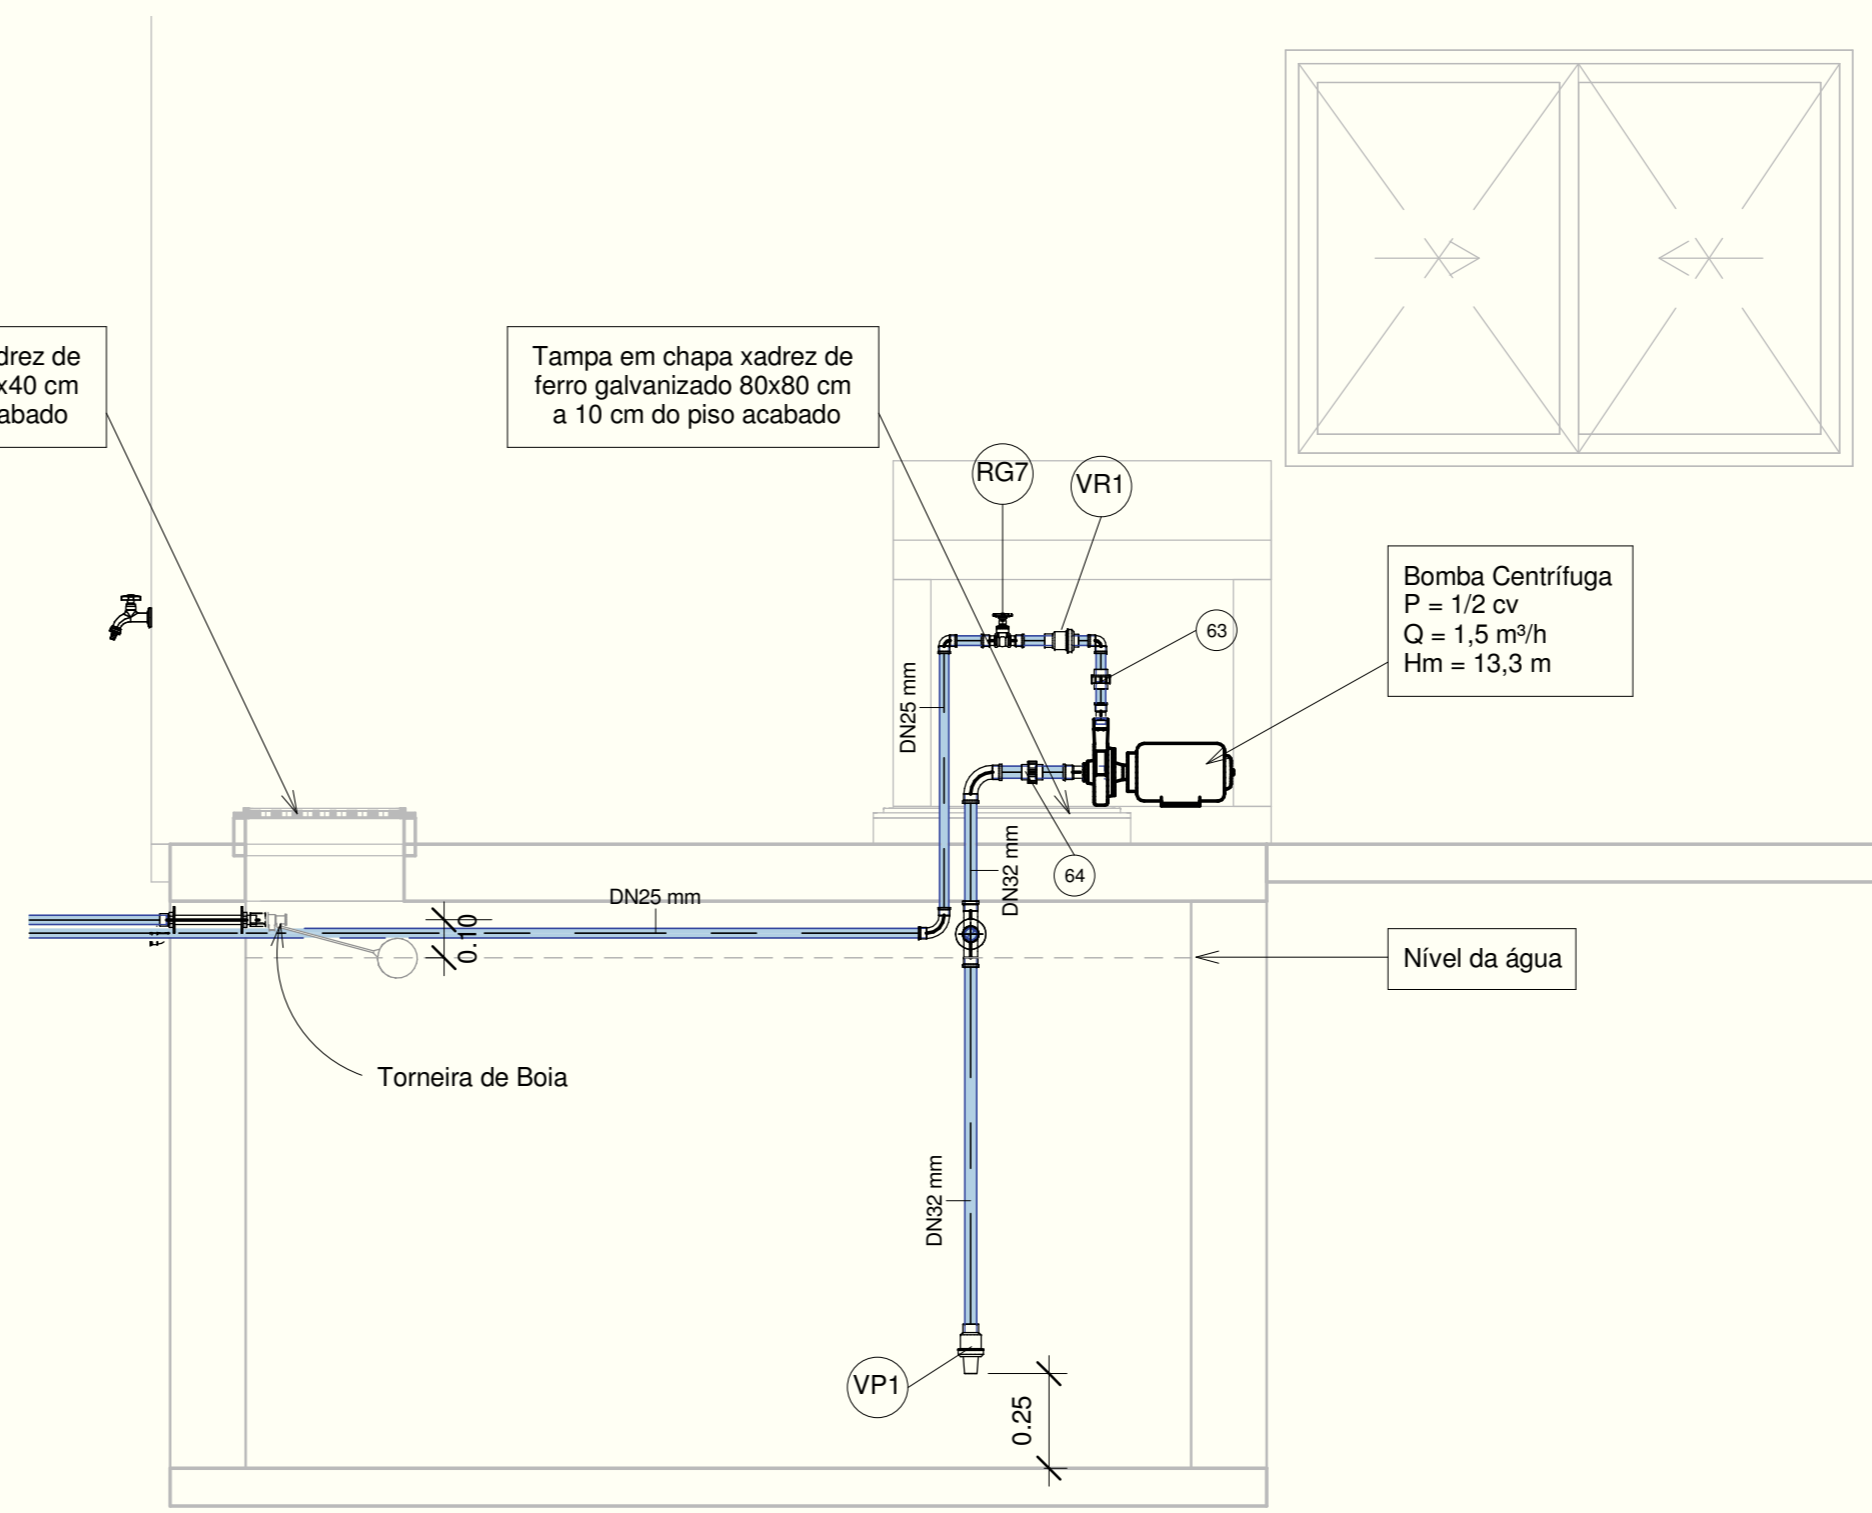 drez de
x40 cm
abado
Tampa em chapa xadrez de
ferro galvanizado 80x80 cm
a 10 cm do piso acabado
RG7
VR1
Bomba Centrífuga
P = 1/2 cv
Q = 1,5 m³/h
Hm = 13,3 m
63
DN25 mm
DN32 mm
64
DN25 mm
0.10
Nível da água
Torneira de Boia
DN32 mm
VP1
0.25